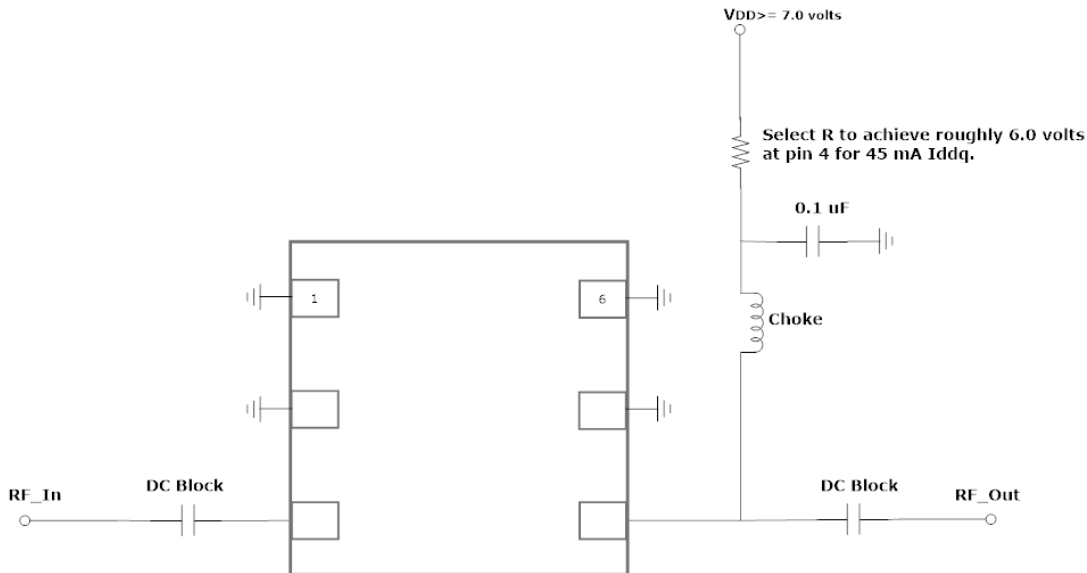 VDD>= 7.0 volts
Select R to achieve roughly 6.0 volts
at pin 4 for 45 mA Iddq.
0.1 uF
1
6
Choke
DC Block
DC Block
RF_In
RF_Out